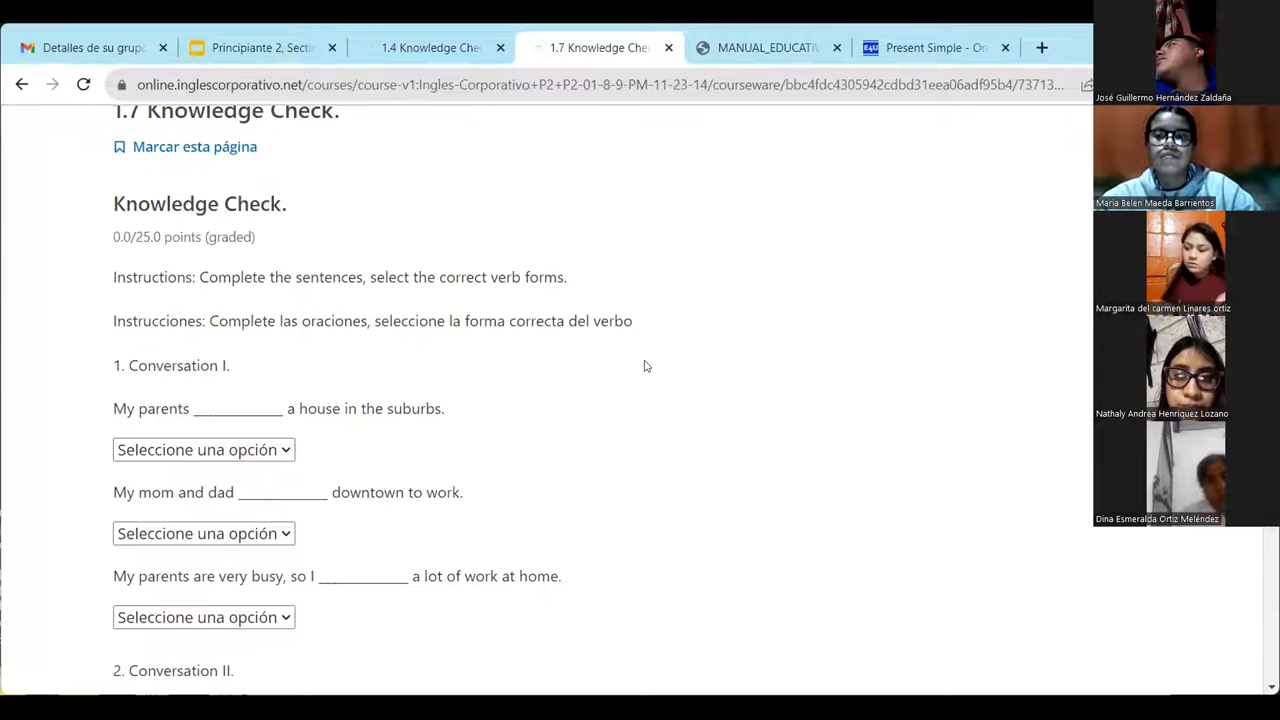 Detalles de su grupo
Principiante 2, Secti
1.4 Knowledge Chec
1.7 Knowledge Chec
MANUAL_EDUCATIV
E4U
Present Simple - On
online.inglescorporativo.net/courses/course-v1:Ingles-Corporativo+P2+P2-01-8-9-PM-11-23-14/courseware/bbc4fdc4305942cdbd31eea06adf95b4/73713...
1.7 Knowledge Check.
Marcar esta página
Knowledge Check.
0.0/25.0 points (graded)
Instructions: Complete the sentences, select the correct verb forms.
Instrucciones: Complete las oraciones, seleccione la forma correcta del verbo
1. Conversation I.
My parents _____________ a house in the suburbs.
Seleccione una opción
My mom and dad _____________ downtown to work.
Seleccione una opción
My parents are very busy, so I _____________ a lot of work at home.
Seleccione una opción
2. Conversation II.
José Guillermo Hernández Zaldaña
Maria Belen Maeda Barrientos
Margarita del carmen Linares ortiz
Nathaly Andrea Henriquez Lozano
Dina Esmeralda Ortiz Meléndez